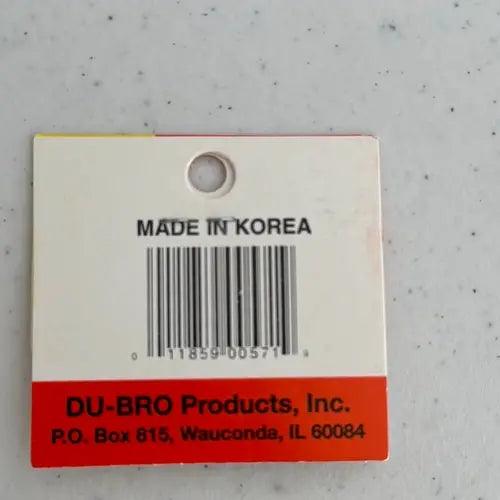 MADE IN KOREA
0 11859 00571 9
DU-BRO Products, Inc.
P.O. Box 815, Wauconda, IL 60084